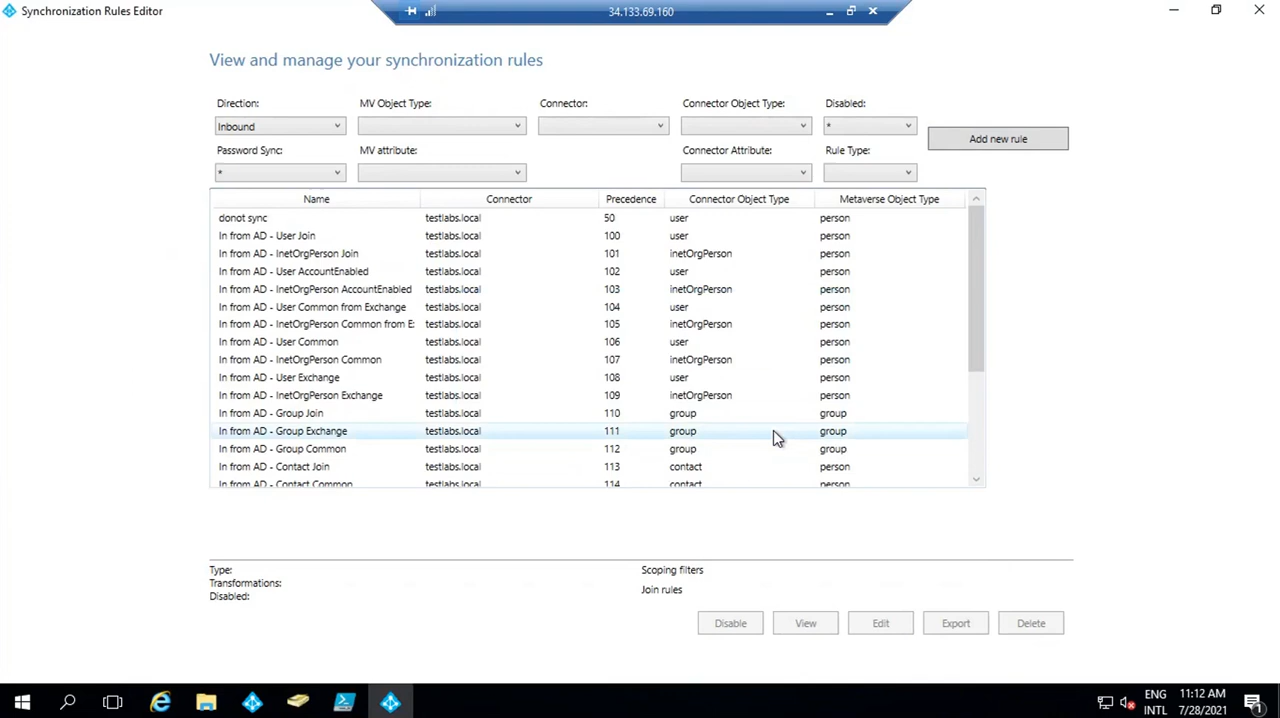 Synchronization Rules Editor
34.133.69.160
View and manage your synchronization rules
Direction: MV Object Type: Connector: Connector Object Type: Disabled:
Inbound *
Add new rule
Password Sync: MV attribute: Connector Attribute: Rule Type:
*
Name Connector Precedence Connector Object Type Metaverse Object Type
donot sync testlabs.local 50 user person
In from AD - User Join testlabs.local 100 user person
In from AD - InetOrgPerson Join testlabs.local 101 inetOrgPerson person
In from AD - User AccountEnabled testlabs.local 102 user person
In from AD - InetOrgPerson AccountEnabled testlabs.local 103 inetOrgPerson person
In from AD - User Common from Exchange testlabs.local 104 user person
In from AD - InetOrgPerson Common from E: testlabs.local 105 inetOrgPerson person
In from AD - User Common testlabs.local 106 user person
In from AD - InetOrgPerson Common testlabs.local 107 inetOrgPerson person
In from AD - User Exchange testlabs.local 108 user person
In from AD - InetOrgPerson Exchange testlabs.local 109 inetOrgPerson person
In from AD - Group Join testlabs.local 110 group group
In from AD - Group Exchange testlabs.local 111 group group
In from AD - Group Common testlabs.local 112 group group
In from AD - Contact Join testlabs.local 113 contact person
In from AD - Contact Common testlabs.local 114 contact person
Type: Scoping filters
Transformations:
Join rules
Disabled:
Disable View Edit Export Delete
ENG 11:12 AM
INTL 7/28/2021
1